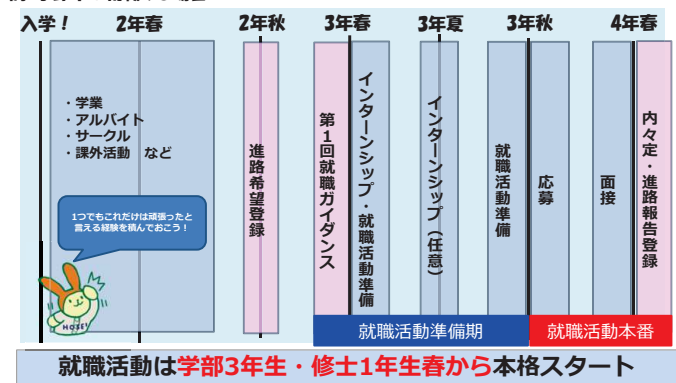 入学！
2年春
2年秋
3年春
3年夏
3年秋
4年春
・学業
・アルバイト
・サークル
・課外活動　など
1つでもこれだけは頑張ったと
言える経験を積んでおこう！
HOSEI
進路希望登録
第1回就職ガイダンス
インターンシップ・就職活動準備
インターンシップ（任意）
就職活動準備
応募
面接
内々定・進路報告登録
就職活動準備期
就職活動本番
就職活動は学部3年生・修士1年生春から本格スタート